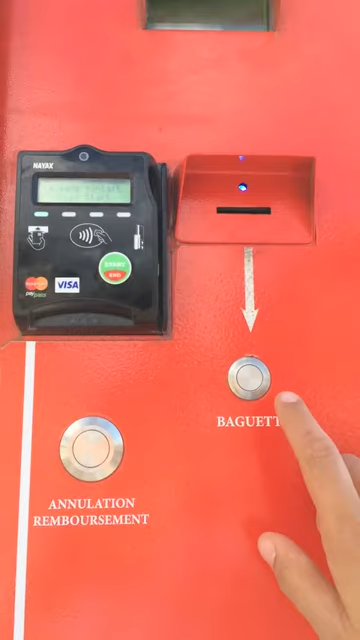 NAYAX
START
END
VISA
BAGUETT
ANNULATION
REMBOURSEMENT